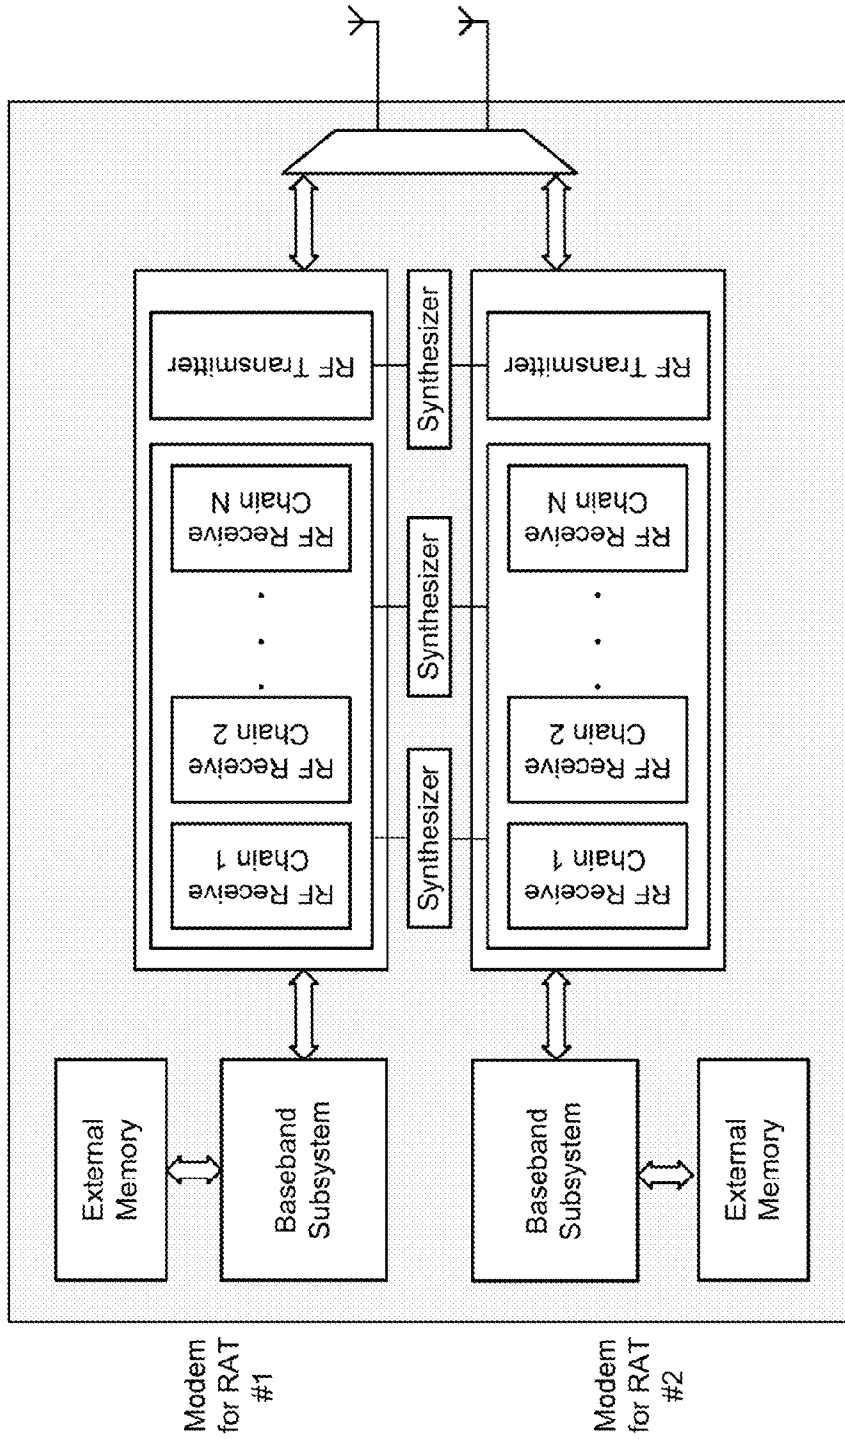 Modem
for RAT
#1
External
Memory
Baseband
Subsystem
RF Receive
Chain 1
RF Receive
Chain 2
. . .
RF Receive
Chain N
RF Transmitter
Synthesizer
Synthesizer
Synthesizer
Modem
for RAT
#2
Baseband
Subsystem
External
Memory
RF Receive
Chain 1
RF Receive
Chain 2
. . .
RF Receive
Chain N
RF Transmitter